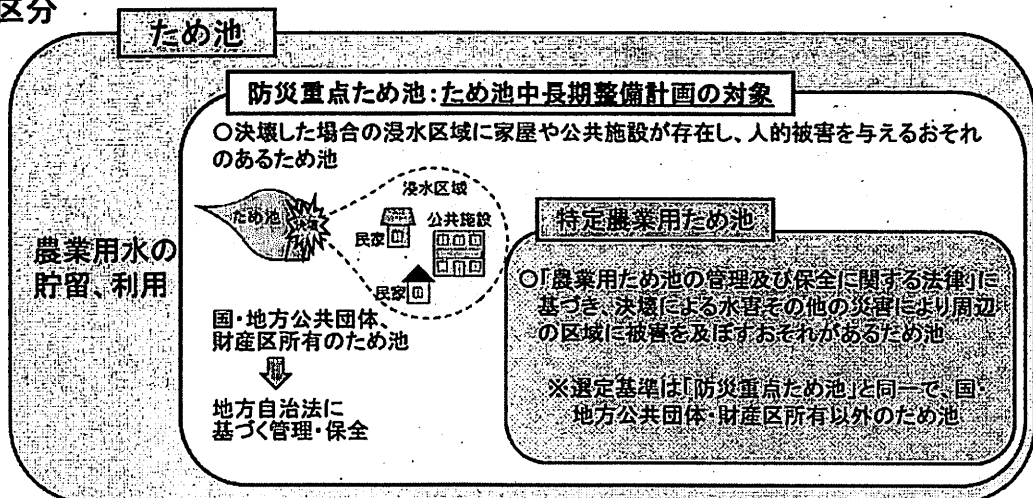 区分
ため池
防災重点ため池:ため池中長期整備計画の対象
○決壊した場合の浸水区域に家屋や公共施設が存在し、人的被害を与えるおそれ
のあるため池
浸水区域
ため池
決壊
公共施設
民家
民家
農業用水の
貯留、利用
国・地方公共団体、
財産区所有のため池
地方自治法に
基づく管理・保全
特定農業用ため池
○「農業用ため池の管理及び保全に関する法律」に
基づき、決壊による水害その他の災害により周辺
の区域に被害を及ぼすおそれがあるため池
※選定基準は「防災重点ため池」と同一で、国・
地方公共団体・財産区所有以外のため池